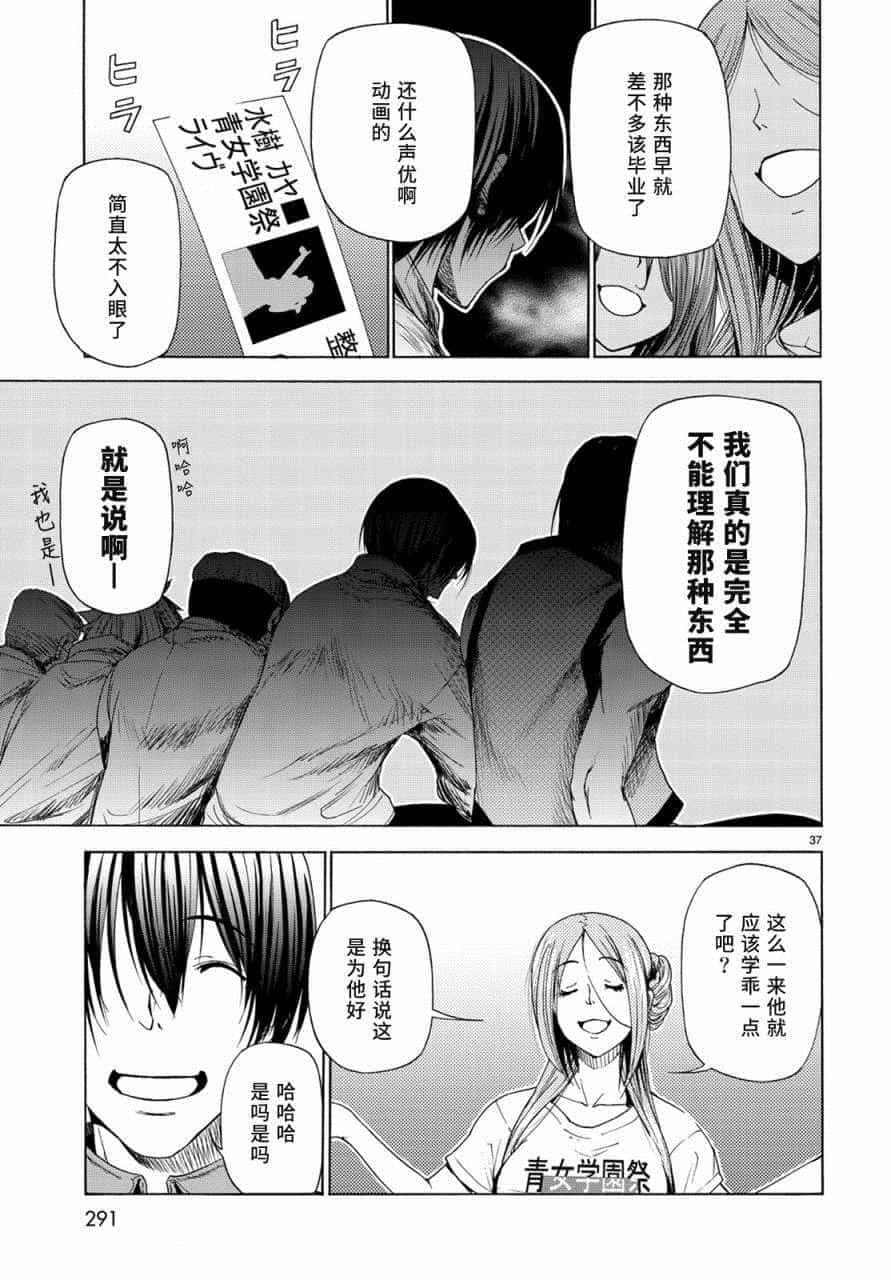 那种东西早就
差不多该毕业了
还什么声优啊
动画的
ヒラ
ヒラ
水樹 カヤ
青女学園祭
ライヴ
整
简直太不入眼了
我们真的是完全
不能理解那种东西
啊哈哈
就是说啊ー
我也是ー
37
这么一来他就
应该学乖一点
了吧？
换句话说这
是为他好
青女学園祭
哈哈哈
是吗是吗
291